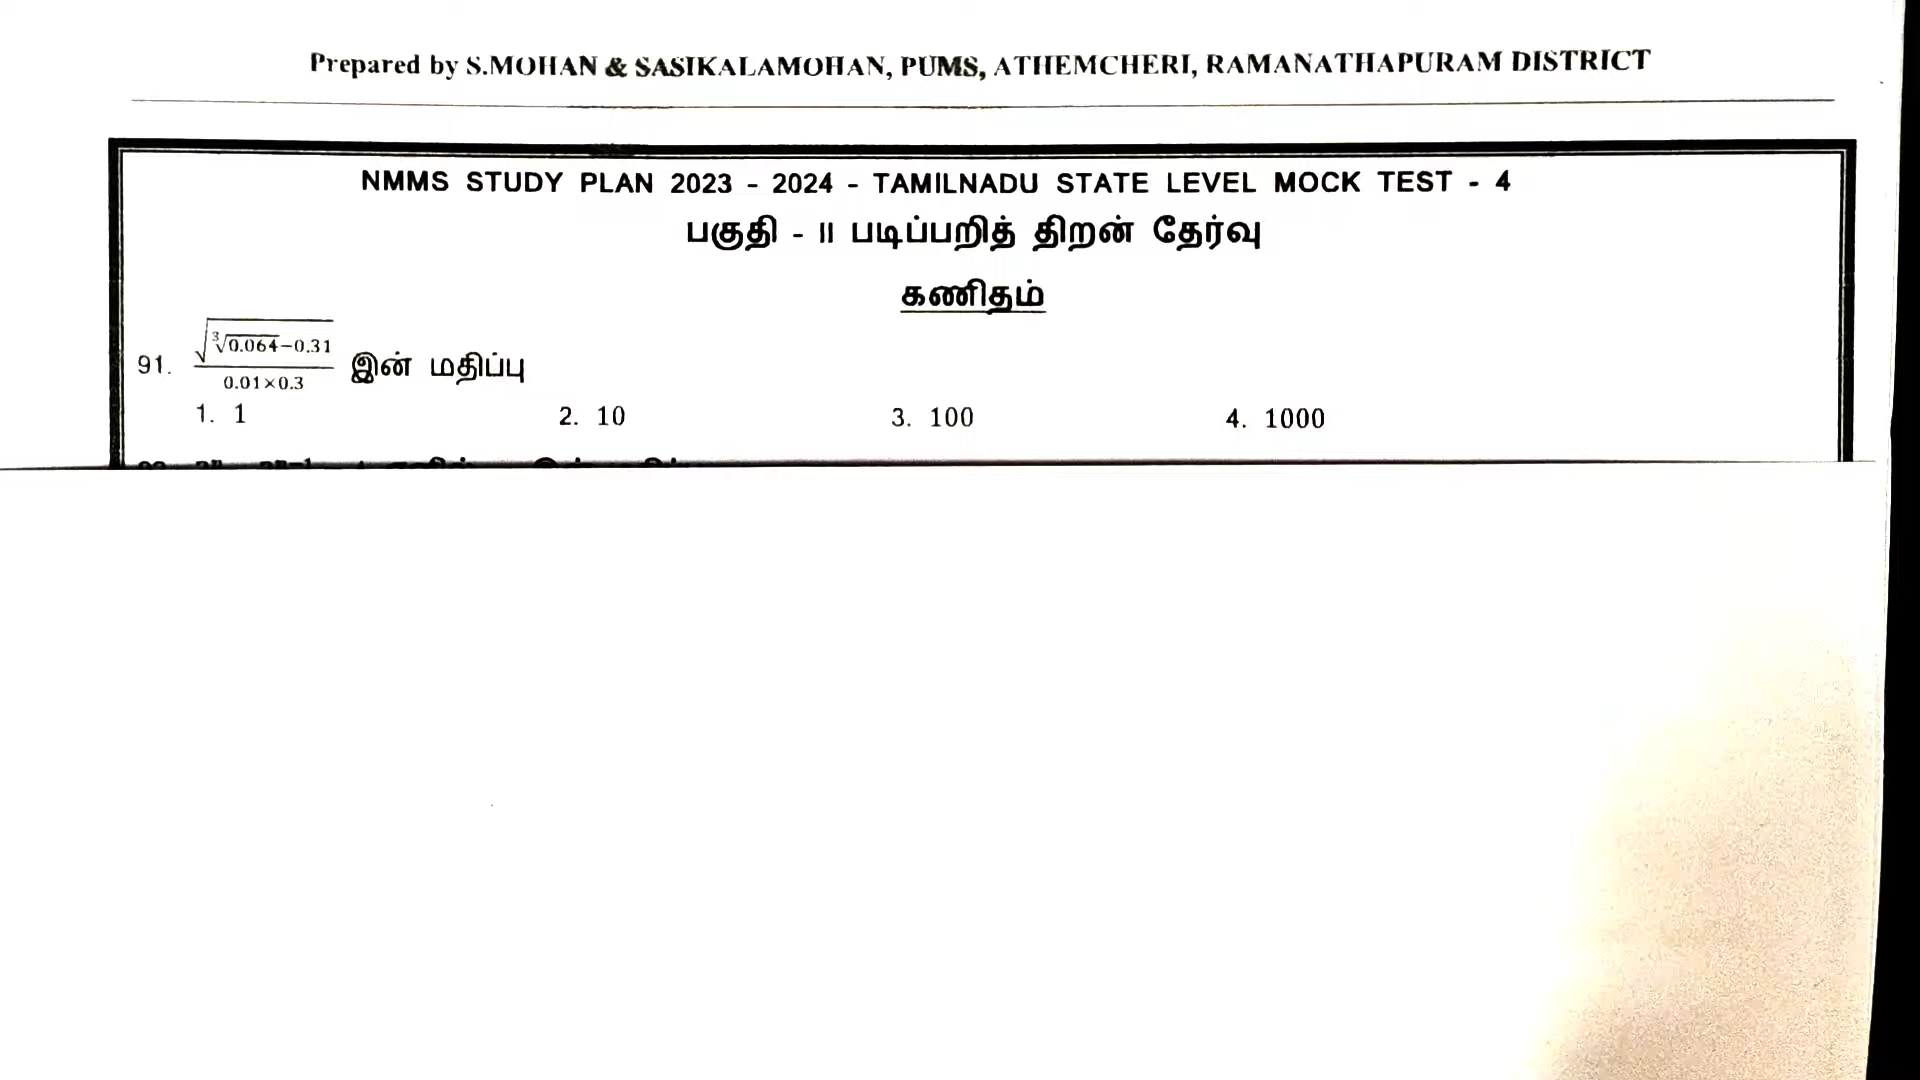 Prepared by S.MOHAN & SASIKALAMOHAN, PUMS, ATHEMCHERI, RAMANATHAPURAM DISTRICT
NMMS STUDY PLAN 2023 - 2024 - TAMILNADU STATE LEVEL MOCK TEST - 4
பகுதி - II படிப்பறித் திறன் தேர்வு
கணிதம்
91. √(∛0.064−0.31) / (0.01×0.3) இன் மதிப்பு
1. 1 2. 10 3. 100 4. 1000